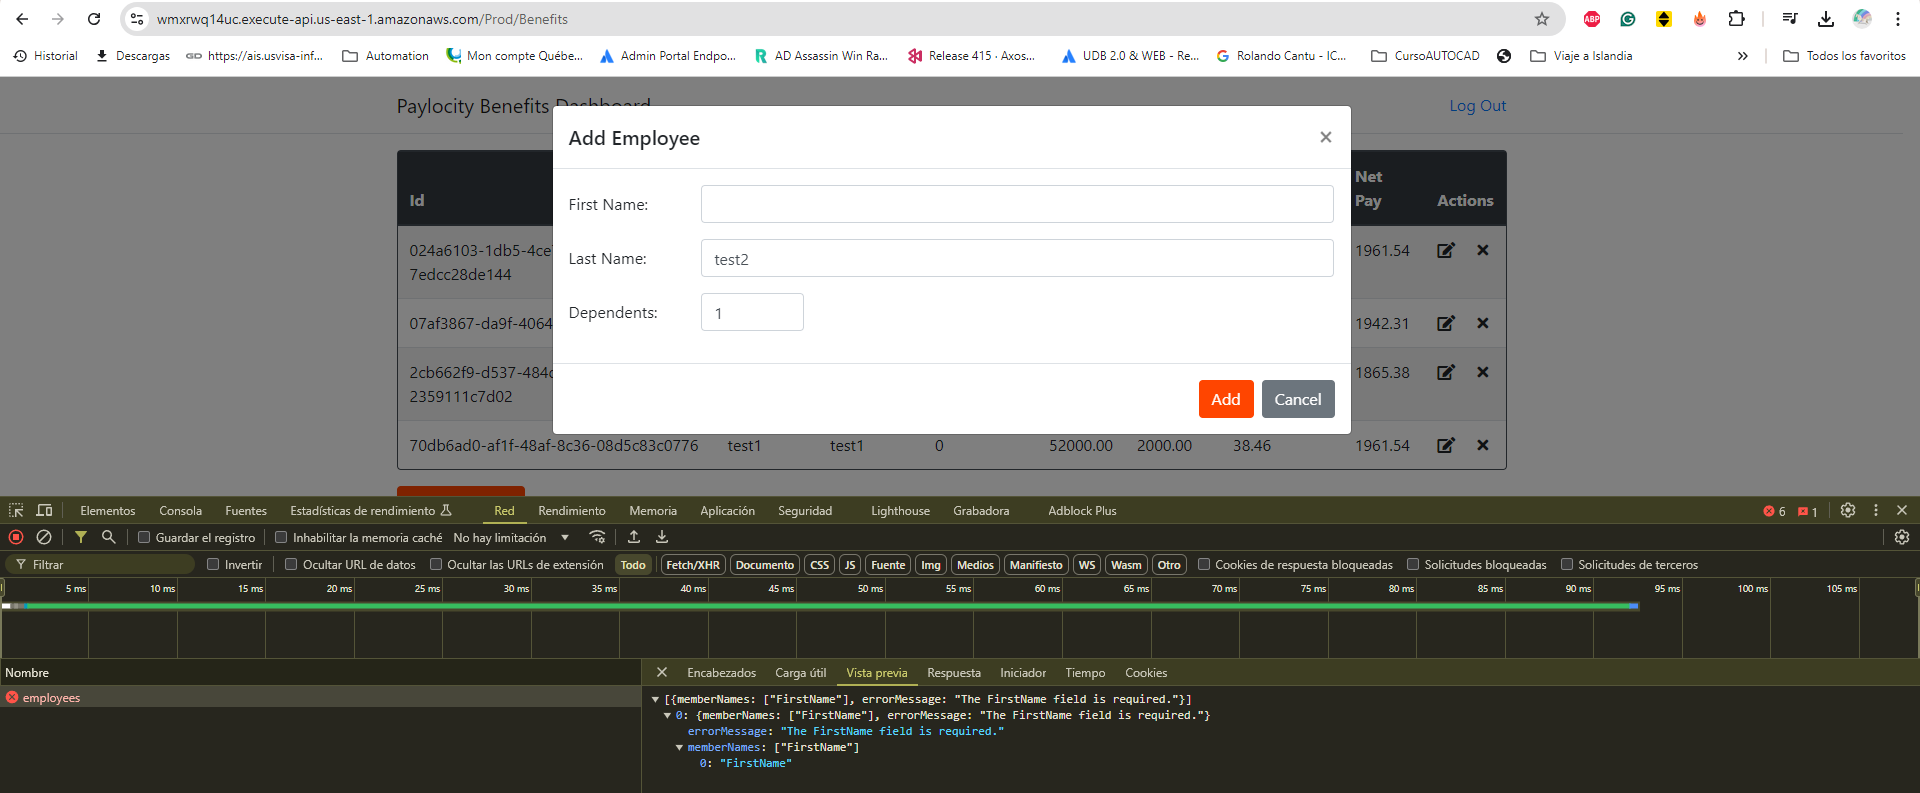 wmxrwq14uc.execute-api.us-east-1.amazonaws.com/Prod/Benefits
ABP
Historial Descargas https://ais.usvisa-inf... Automation Mon compte Québe... Admin Portal Endpo... AD Assassin Win Ra... Release 415 · Axos... UDB 2.0 & WEB - Re... Rolando Cantu - IC... CursoAUTOCAD Viaje a Islandia » Todos los favoritos
Paylocity Benefits Dashboard Log Out
Add Employee ×
Id Net Pay Actions
First Name:
Last Name: test2
Dependents: 1
Add Cancel
024a6103-1db5-4ce
7edcc28de144 1961.54
07af3867-da9f-4064 1942.31
2cb662f9-d537-484
2359111c7d02 1865.38
70db6ad0-af1f-48af-8c36-08d5c83c0776 test1 test1 0 52000.00 2000.00 38.46 1961.54
Elementos Consola Fuentes Estadísticas de rendimiento Red Rendimiento Memoria Aplicación Seguridad Lighthouse Grabadora Adblock Plus 6 1
Guardar el registro Inhabilitar la memoria caché No hay limitación
Filtrar Invertir Ocultar URL de datos Ocultar las URLs de extensión Todo Fetch/XHR Documento CSS JS Fuente Img Medios Manifiesto WS Wasm Otro Cookies de respuesta bloqueadas Solicitudes bloqueadas Solicitudes de terceros
5 ms 10 ms 15 ms 20 ms 25 ms 30 ms 35 ms 40 ms 45 ms 50 ms 55 ms 60 ms 65 ms 70 ms 75 ms 80 ms 85 ms 90 ms 95 ms 100 ms 105 ms
Nombre Encabezados Carga útil Vista previa Respuesta Iniciador Tiempo Cookies
employees
[{memberNames: ["FirstName"], errorMessage: "The FirstName field is required."}]
0: {memberNames: ["FirstName"], errorMessage: "The FirstName field is required."}
errorMessage: "The FirstName field is required."
memberNames: ["FirstName"]
0: "FirstName"